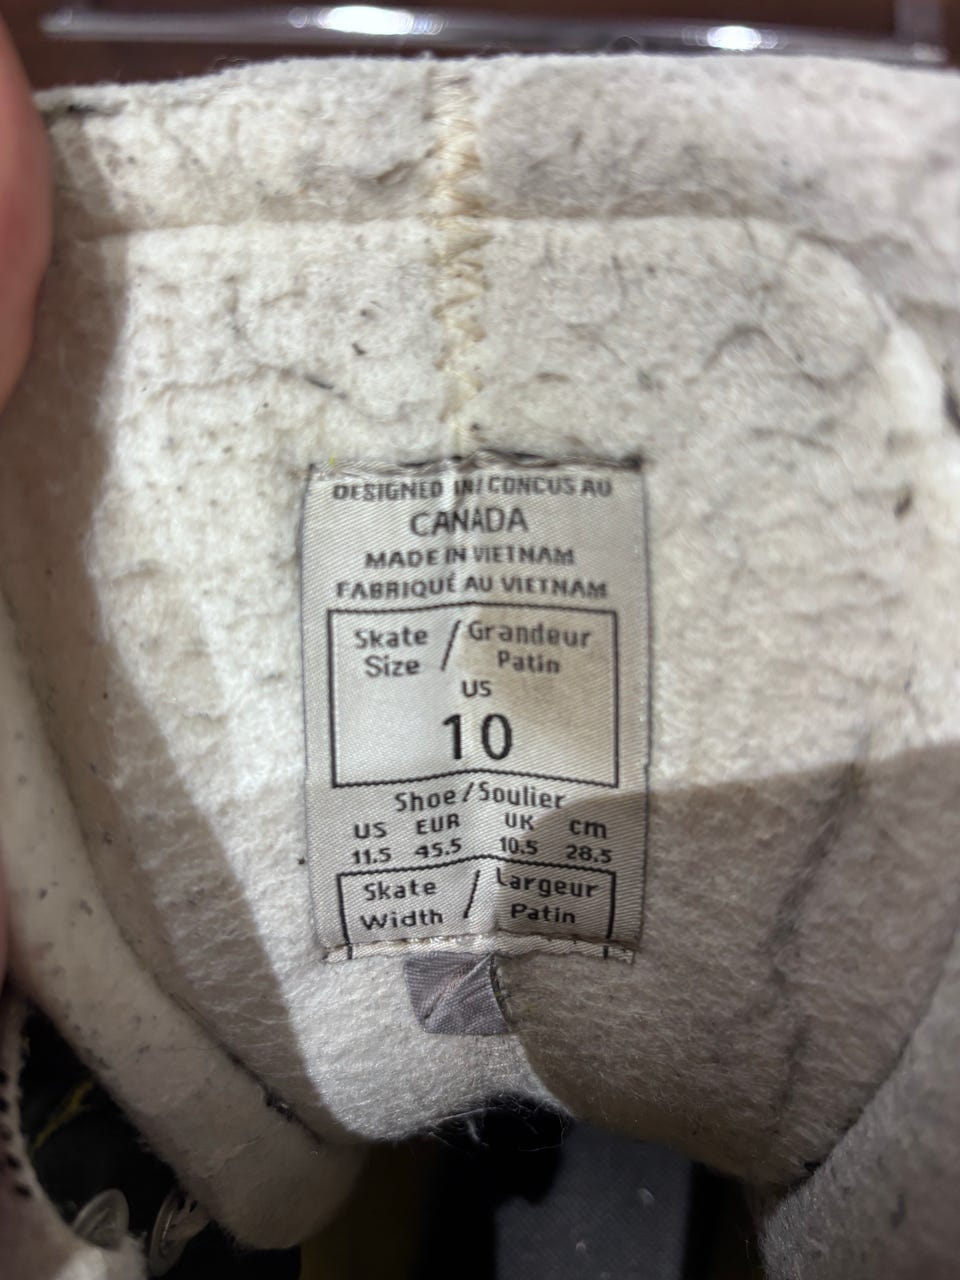 DESIGNED IN/CONCUS AU
CANADA
MADE IN VIETNAM
FABRIQUÉ AU VIETNAM
Skate Size / Grandeur Patin
US
10
Shoe/Soulier
US EUR UK cm
11.5 45.5 10.5 28.5
Skate Width / Largeur Patin